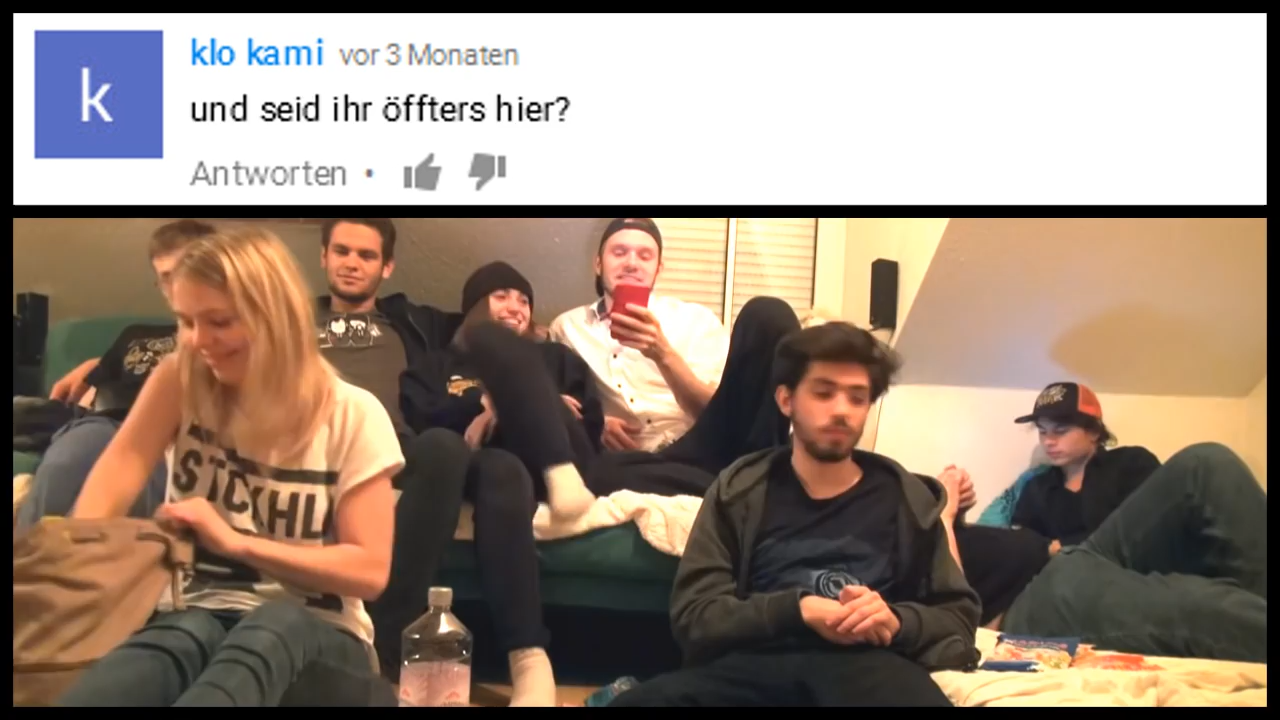 k
klo kami vor 3 Monaten
und seid ihr öffters hier?
Antworten •